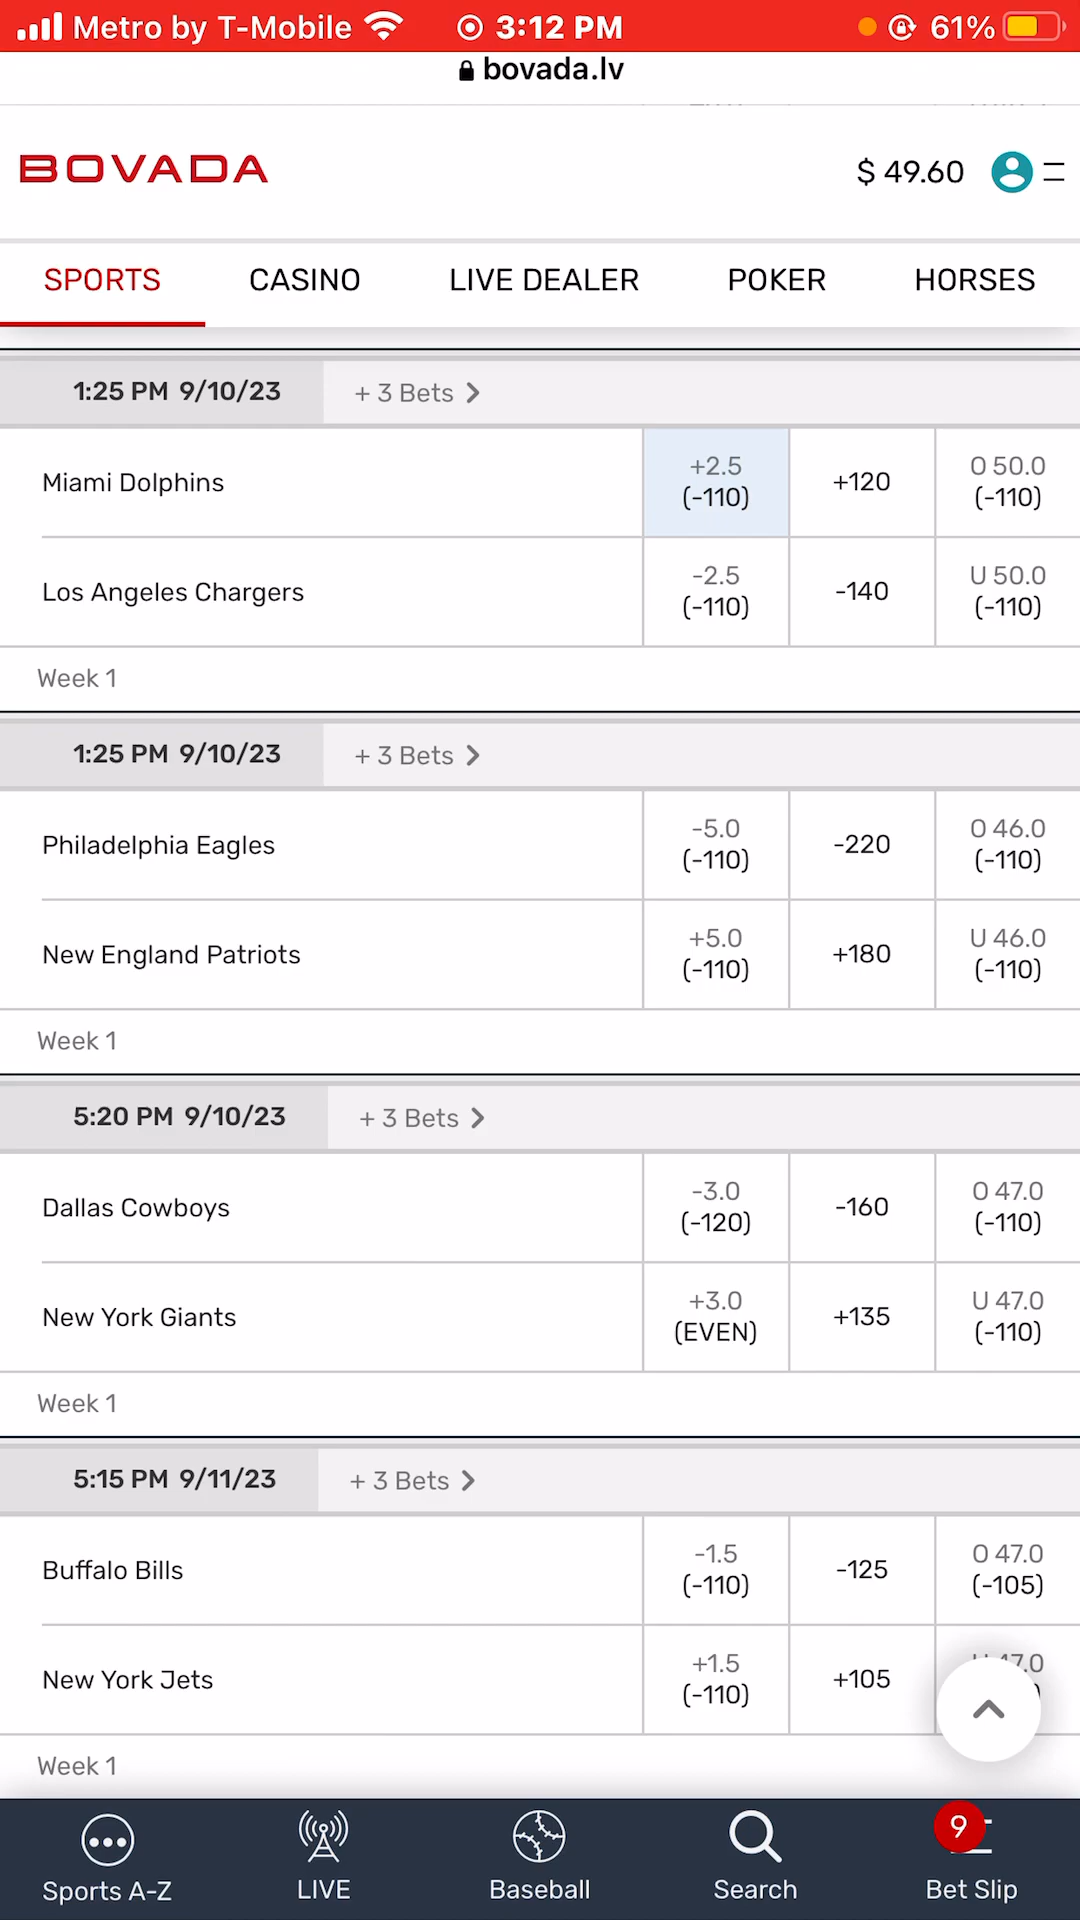 Metro by T-Mobile 3:12 PM 61%
bovada.lv
BOVADA $ 49.60
SPORTS CASINO LIVE DEALER POKER HORSES
1:25 PM 9/10/23 + 3 Bets
Miami Dolphins +2.5 (-110) +120 O 50.0 (-110)
Los Angeles Chargers -2.5 (-110) -140 U 50.0 (-110)
Week 1
1:25 PM 9/10/23 + 3 Bets
Philadelphia Eagles -5.0 (-110) -220 O 46.0 (-110)
New England Patriots +5.0 (-110) +180 U 46.0 (-110)
Week 1
5:20 PM 9/10/23 + 3 Bets
Dallas Cowboys -3.0 (-120) -160 O 47.0 (-110)
New York Giants +3.0 (EVEN) +135 U 47.0 (-110)
Week 1
5:15 PM 9/11/23 + 3 Bets
Buffalo Bills -1.5 (-110) -125 O 47.0 (-105)
New York Jets +1.5 (-110) +105
Week 1
9
Sports A-Z LIVE Baseball Search Bet Slip